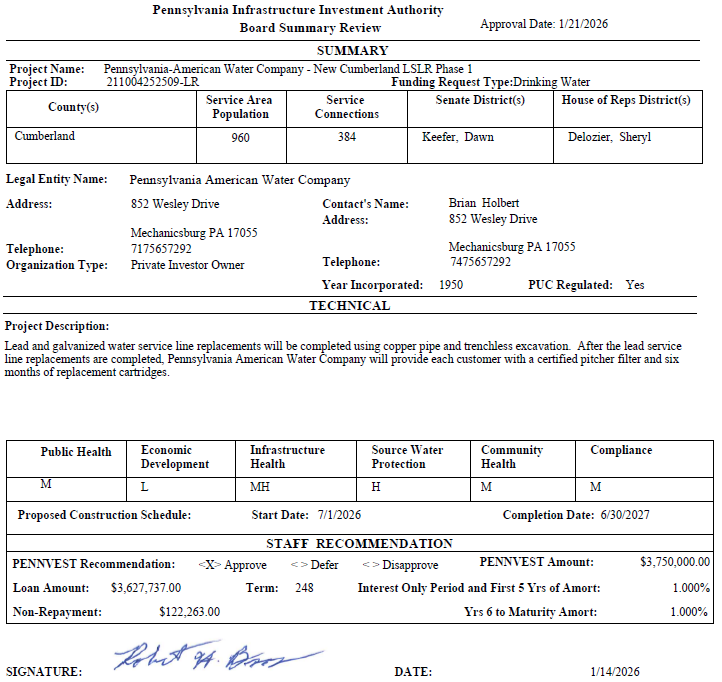 Pennsylvania Infrastructure Investment Authority
Board Summary Review
Approval Date: 1/21/2026
SUMMARY
Project Name: Pennsylvania-American Water Company - New Cumberland LSLR Phase 1
Project ID: 211004252509-LR Funding Request Type:Drinking Water
County(s) Service Area Population Service Connections Senate District(s) House of Reps District(s)
Cumberland 960 384 Keefer, Dawn Delozier, Sheryl
Legal Entity Name: Pennsylvania American Water Company
Address: 852 Wesley Drive Contact's Name: Brian Holbert
Address: 852 Wesley Drive
Mechanicsburg PA 17055 Mechanicsburg PA 17055
Telephone: 7175657292
Organization Type: Private Investor Owner Telephone: 7475657292
Year Incorporated: 1950 PUC Regulated: Yes
TECHNICAL
Project Description:
Lead and galvanized water service line replacements will be completed using copper pipe and trenchless excavation. After the lead service
line replacements are completed, Pennsylvania American Water Company will provide each customer with a certified pitcher filter and six
months of replacement cartridges.
Public Health Economic Development Infrastructure Health Source Water Protection Community Health Compliance
M L MH H M M
Proposed Construction Schedule: Start Date: 7/1/2026 Completion Date: 6/30/2027
STAFF RECOMMENDATION
PENNVEST Recommendation: <X> Approve < > Defer < > Disapprove PENNVEST Amount: $3,750,000.00
Loan Amount: $3,627,737.00 Term: 248 Interest Only Period and First 5 Yrs of Amort: 1.000%
Non-Repayment: $122,263.00 Yrs 6 to Maturity Amort: 1.000%
SIGNATURE: DATE: 1/14/2026